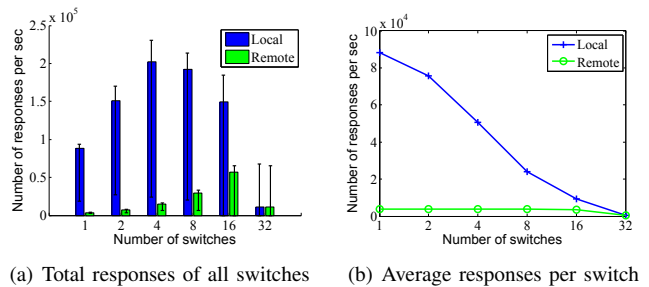 x 10^5
2.5
2
1.5
1
0.5
0
Number of responses per sec
Local
Remote
1 2 4 8 16 32
Number of switches
(a) Total responses of all switches
x 10^4
10
8
6
4
2
0
Number of responses per sec
Local
Remote
1 2 4 8 16 32
Number of switches
(b) Average responses per switch